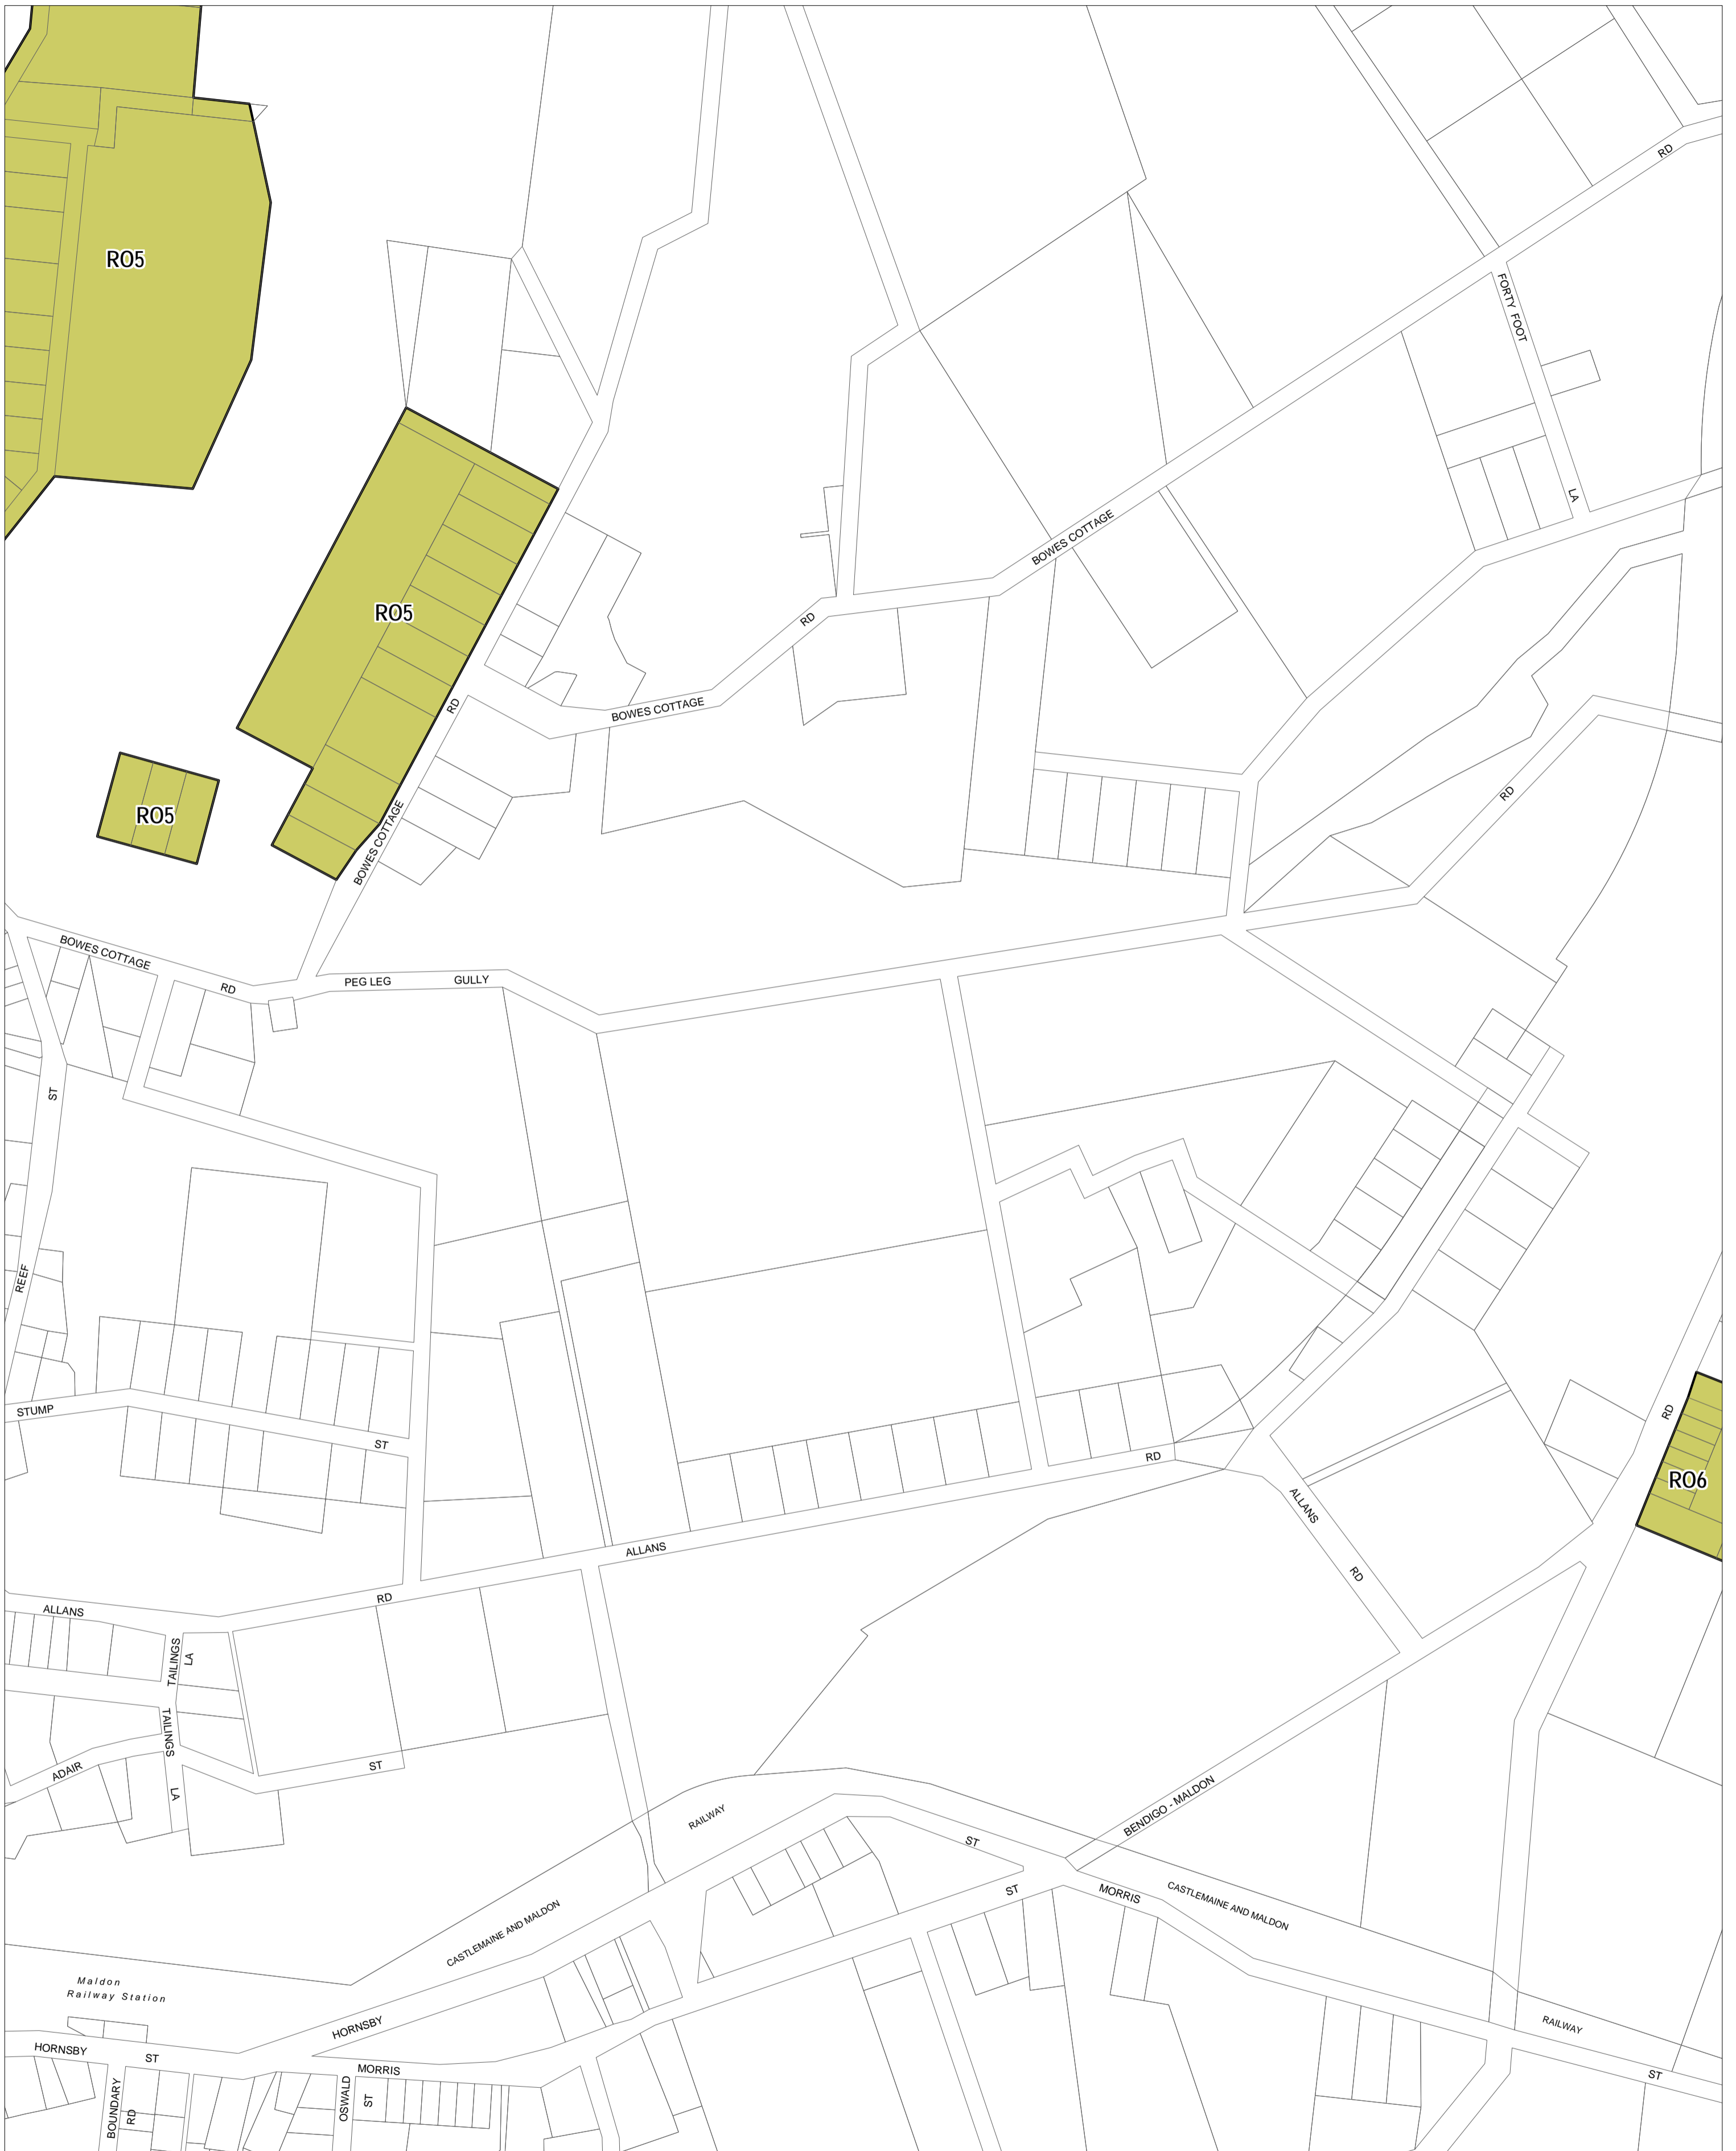 RD
RO5
FORTY FOOT
LA
BOWES COTTAGE
RO5
RD
BOWES COTTAGE
RD
RD
RO5
BOWES COTTAGE
BOWES COTTAGE
RD
PEG LEG GULLY
ST
REEF
STUMP
ST
RD
RD
RO6
ALLANS
ALLANS
RD
RD
ALLANS
TAILINGS
LA
TAILINGS
ADAIR
ST
LA
RAILWAY
BENDIGO - MALDON
ST
ST
MORRIS
CASTLEMAINE AND MALDON
CASTLEMAINE AND MALDON
Maldon
Railway Station
HORNSBY
RAILWAY
HORNSBY
ST
MORRIS
ST
BOUNDARY
RD
OSWALD
ST